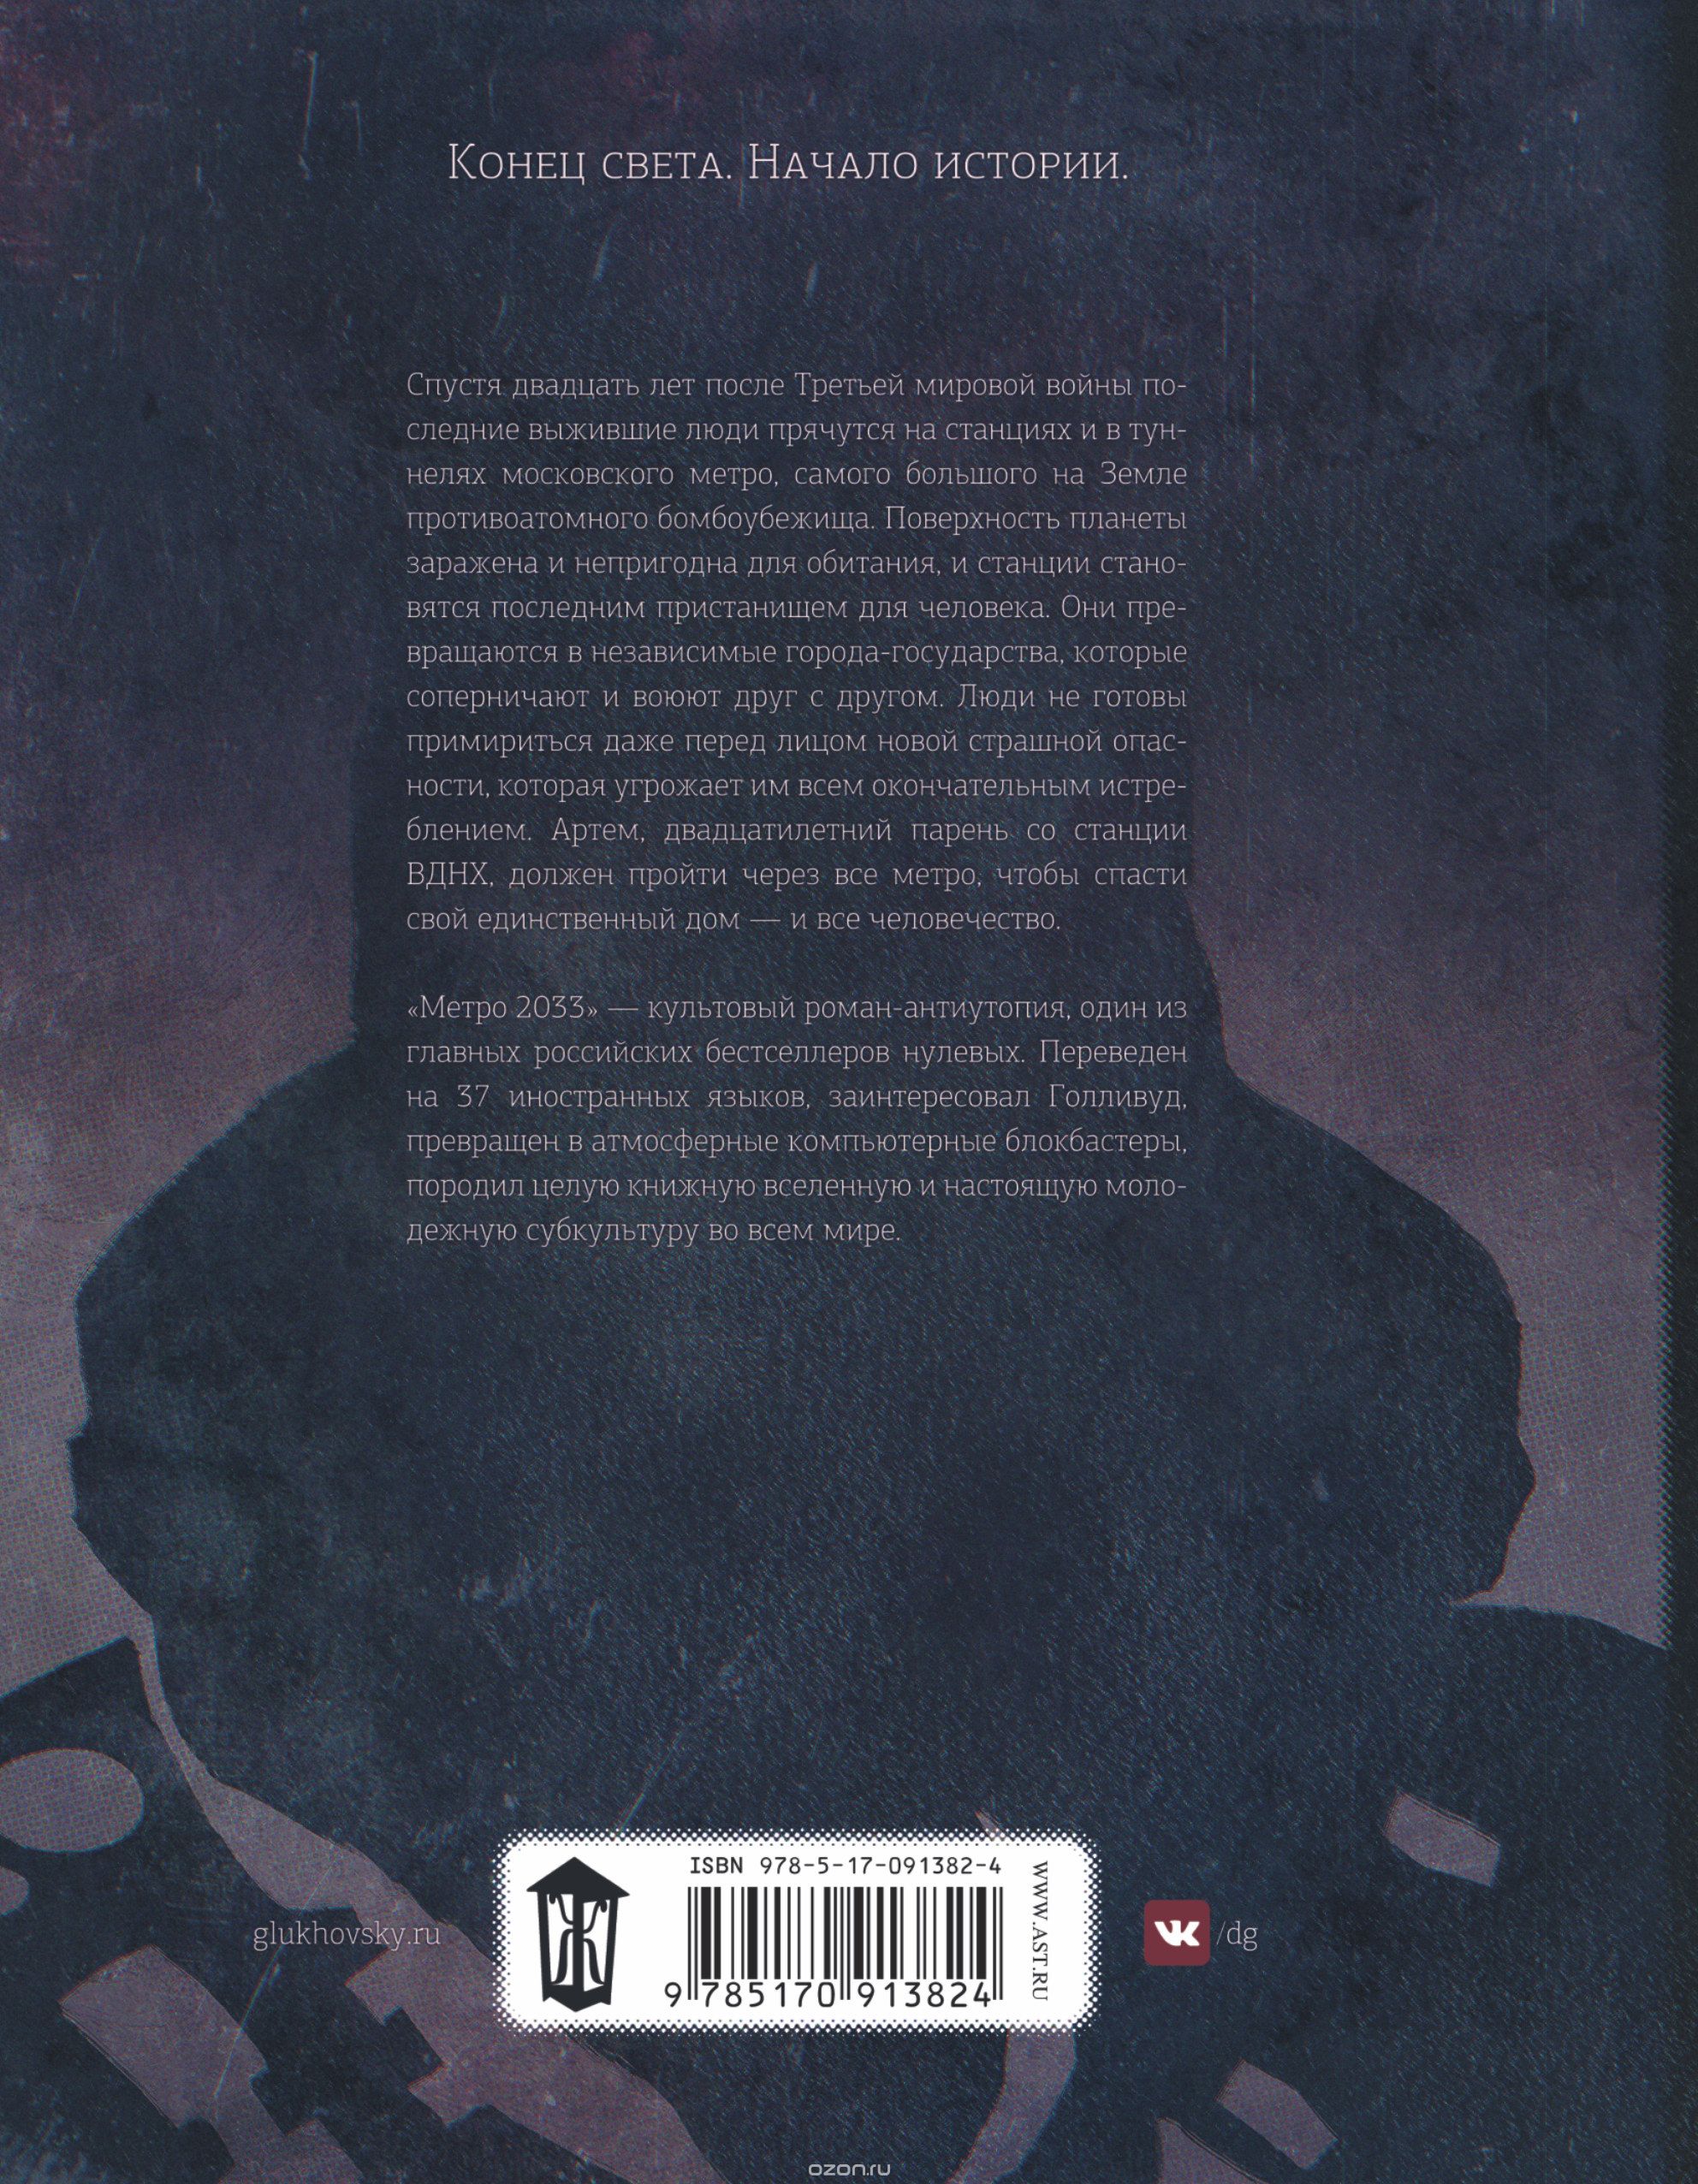 Конец света. Начало истории.
Спустя двадцать лет после Третьей мировой войны по-
следние выжившие люди прячутся на станциях и в тун-
нелях московского метро, самого большого на Земле
противоатомного бомбоубежища. Поверхность планеты
заражена и непригодна для обитания, и станции стано-
вятся последним пристанищем для человека. Они пре-
вращаются в независимые города-государства, которые
соперничают и воюют друг с другом. Люди не готовы
примириться даже перед лицом новой страшной опас-
ности, которая угрожает им всем окончательным истре-
блением. Артем, двадцатилетний парень со станции
ВДНХ, должен пройти через все метро, чтобы спасти
свой единственный дом — и все человечество.
«Метро 2033» — культовый роман-антиутопия, один из
главных российских бестселлеров нулевых. Переведен
на 37 иностранных языков, заинтересовал Голливуд,
превращен в атмосферные компьютерные блокбастеры,
породил целую книжную вселенную и настоящую моло-
дежную субкультуру во всем мире.
glukhovsky.ru
ISBN 978-5-17-091382-4
9 785170 913824
WWW.AST.RU
/dg
ozon.ru